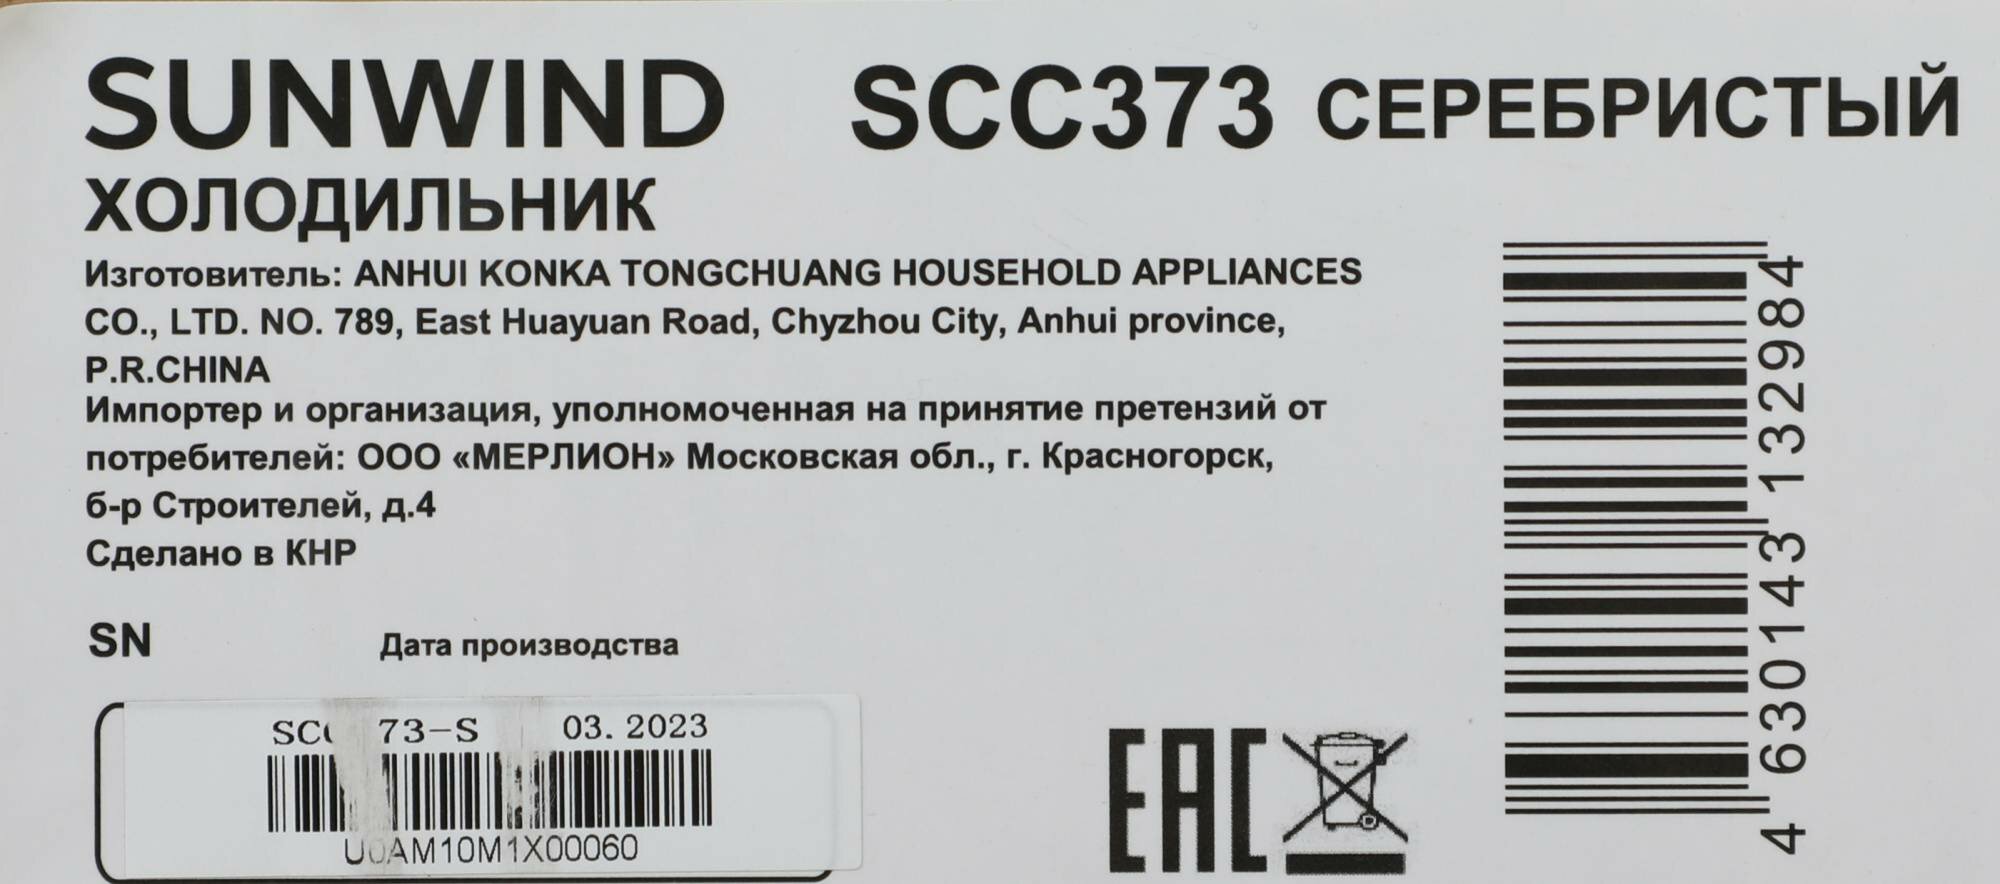 SUNWIND SCC373 СЕРЕБРИСТЫЙ
ХОЛОДИЛЬНИК
Изготовитель: ANHUI KONKA TONGCHUANG HOUSEHOLD APPLIANCES
CO., LTD. NO. 789, East Huayuan Road, Chyzhou City, Anhui province,
P.R.CHINA
Импортер и организация, уполномоченная на принятие претензий от
потребителей: ООО «МЕРЛИОН» Московская обл., г. Красногорск,
б-р Строителей, д.4
Сделано в КНР
SN Дата производства
03. 2023
EAC
4 630143 132984